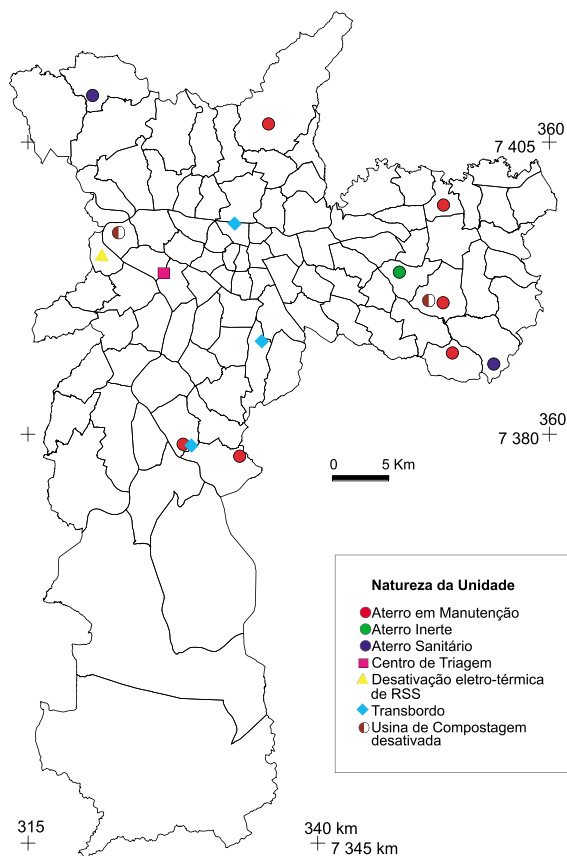 360
7 405
360
7 380
0 5 Km
Natureza da Unidade
Aterro em Manutenção
Aterro Inerte
Aterro Sanitário
Centro de Triagem
Desativação eletro-térmica
de RSS
Transbordo
Usina de Compostagem
desativada
315
340 km
7 345 km